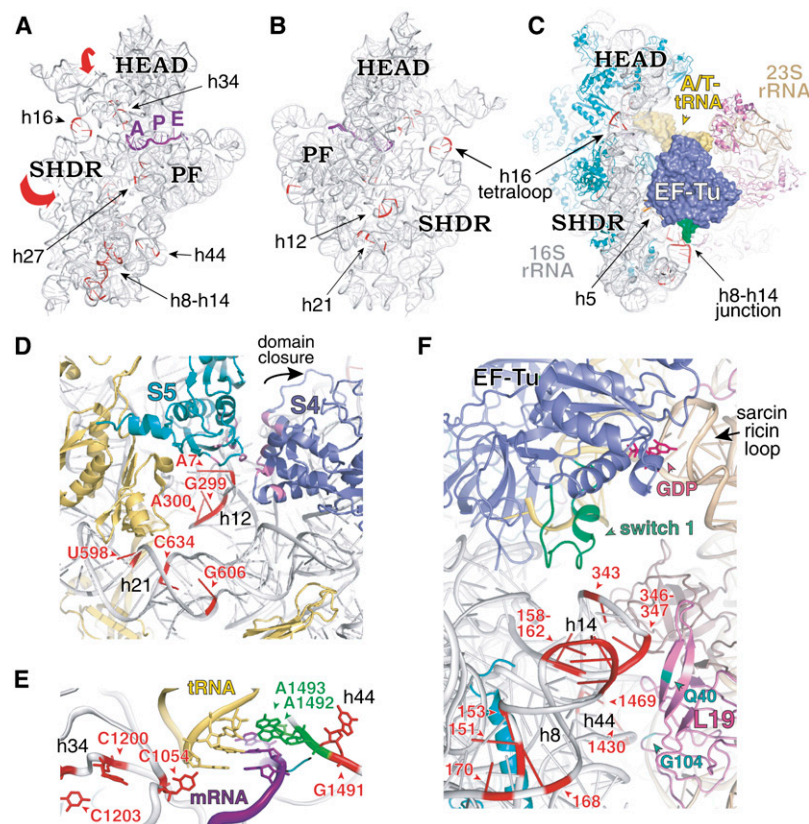 A
HEAD
h34
h16
A P E
SHDR
PF
h27
h44
h8-h14
B
HEAD
PF
h16
tetraloop
h12
SHDR
h21
C
HEAD
A/T-
tRNA
23S
rRNA
EF-Tu
SHDR
16S
rRNA
h5
h8-h14
junction
D
domain
closure
S5
S4
A7
G299
A300
h12
C634
U598
h21
G606
E
tRNA
A1493
A1492
h44
h34
C1200
C1054
mRNA
G1491
C1203
F
EF-Tu
sarcin
ricin
loop
GDP
switch 1
343
346-
347
158-
162
h14
1469
Q40
153
h44
L19
151
h8
1430
G104
170
168